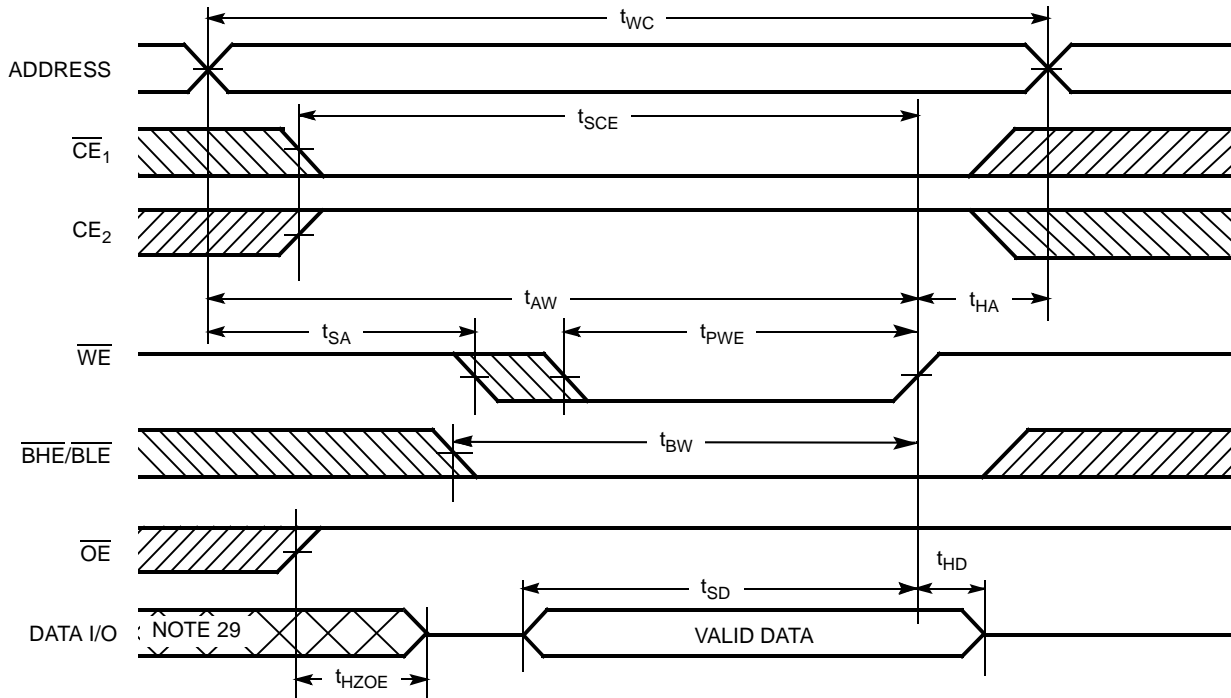 tWC
ADDRESS
tSCE
CE1
CE2
tAW
tHA
tSA
tPWE
WE
tBW
BHE/BLE
OE
tHD
tSD
DATA I/O
NOTE 29
VALID DATA
tHZOE